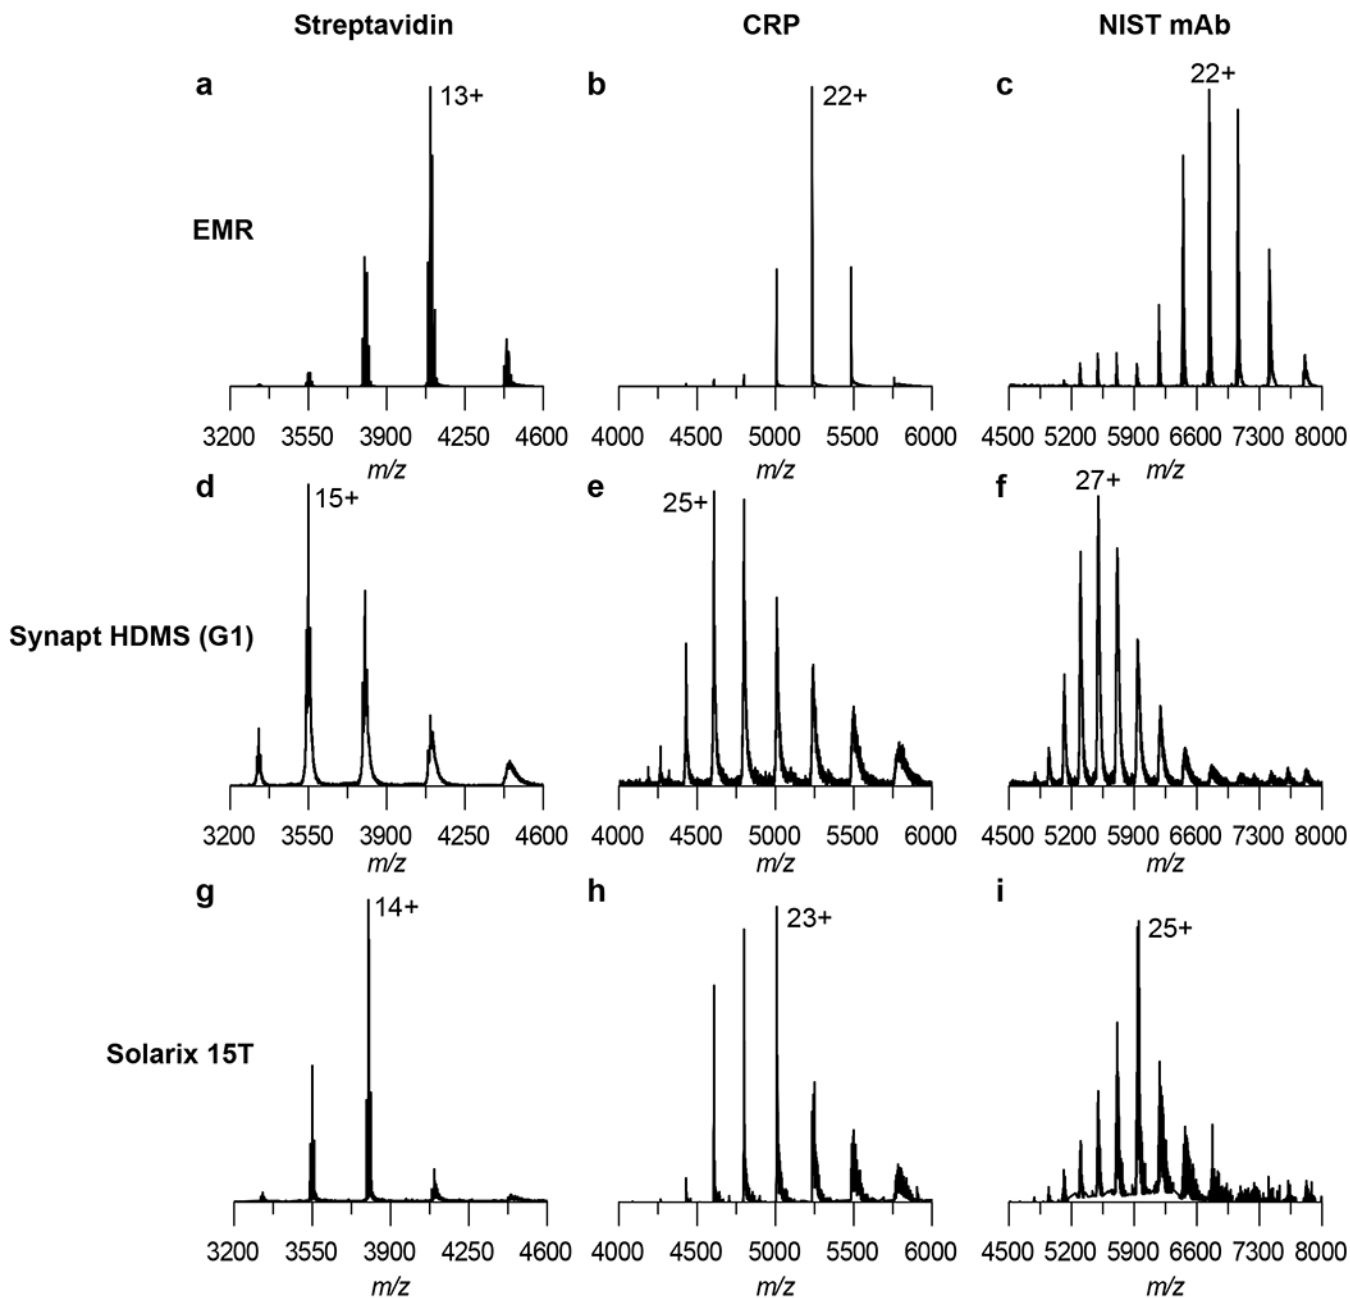 Streptavidin CRP NIST mAb
a b c
13+ 22+ 22+
EMR
3200 3550 3900 4250 4600 4000 4500 5000 5500 6000 4500 5200 5900 6600 7300 8000
m/z m/z m/z
d e f
15+ 25+ 27+
Synapt HDMS (G1)
3200 3550 3900 4250 4600 4000 4500 5000 5500 6000 4500 5200 5900 6600 7300 8000
m/z m/z m/z
g h i
14+ 23+ 25+
Solarix 15T
3200 3550 3900 4250 4600 4000 4500 5000 5500 6000 4500 5200 5900 6600 7300 8000
m/z m/z m/z